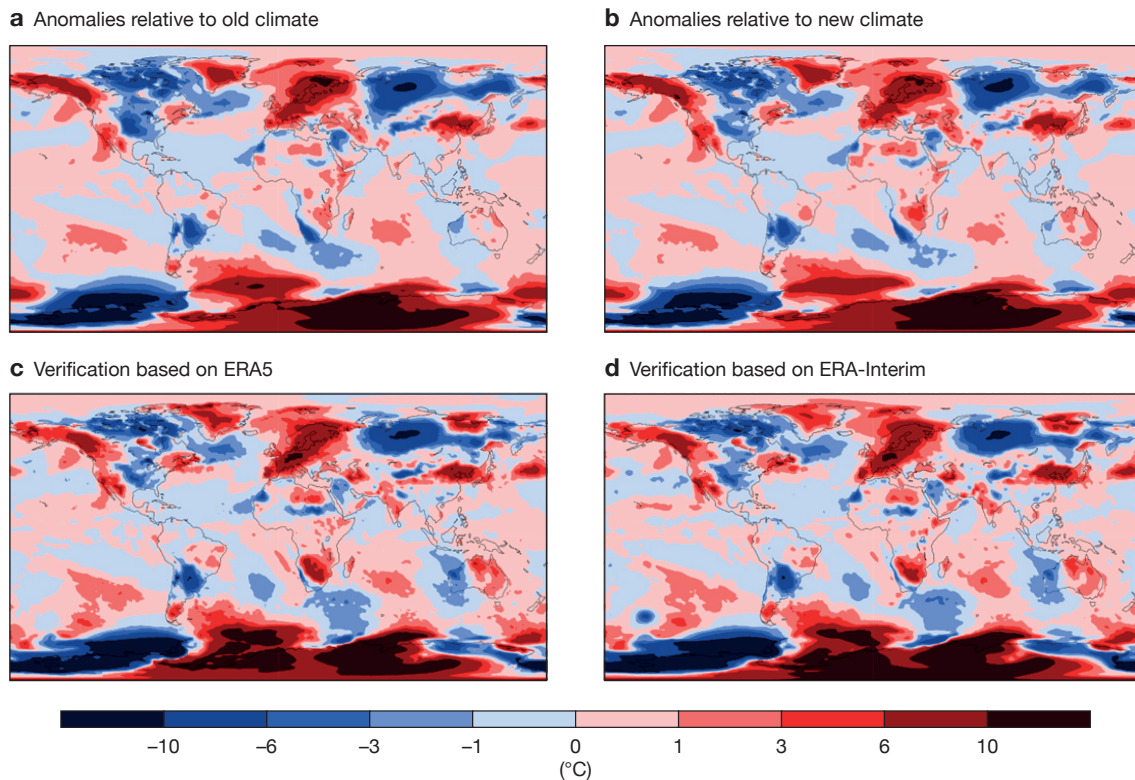 a Anomalies relative to old climate
b Anomalies relative to new climate
c Verification based on ERA5
d Verification based on ERA-Interim
–10 –6 –3 –1 0 1 3 6 10
(°C)